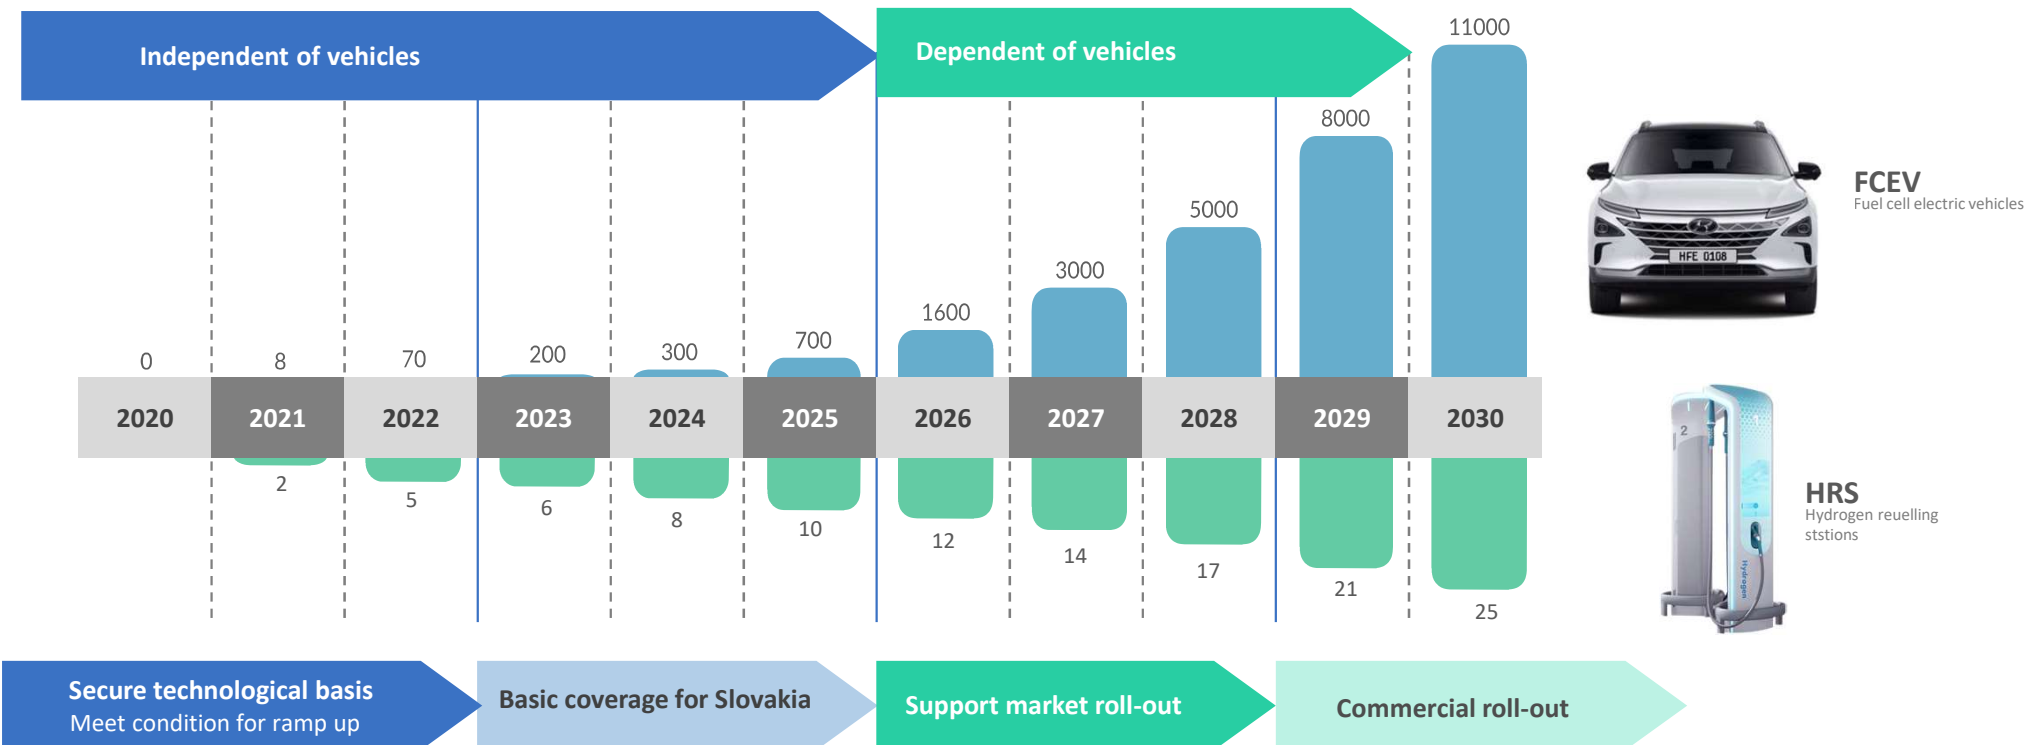 Independent of vehicles
Dependent of vehicles
11000
8000
5000
3000
1600
700
300
200
70
8
0
2020
2021
2022
2023
2024
2025
2026
2027
2028
2029
2030
2
5
6
8
10
12
14
17
21
25
FCEV
Fuel cell electric vehicles
HFE 0108
HRS
Hydrogen reuelling
ststions
1
2
Hydrogen
Secure technological basis
Meet condition for ramp up
Basic coverage for Slovakia
Support market roll-out
Commercial roll-out